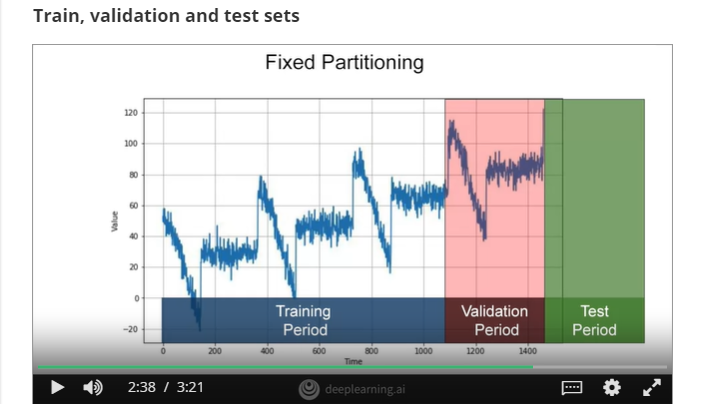 Train, validation and test sets
Fixed Partitioning
120
100
80
60
40
20
0
−20
Value
Training
Period
Validation
Period
Test
Period
0 200 400 600 800 1000 1200 1400
Time
2:38 / 3:21
deeplearning.ai